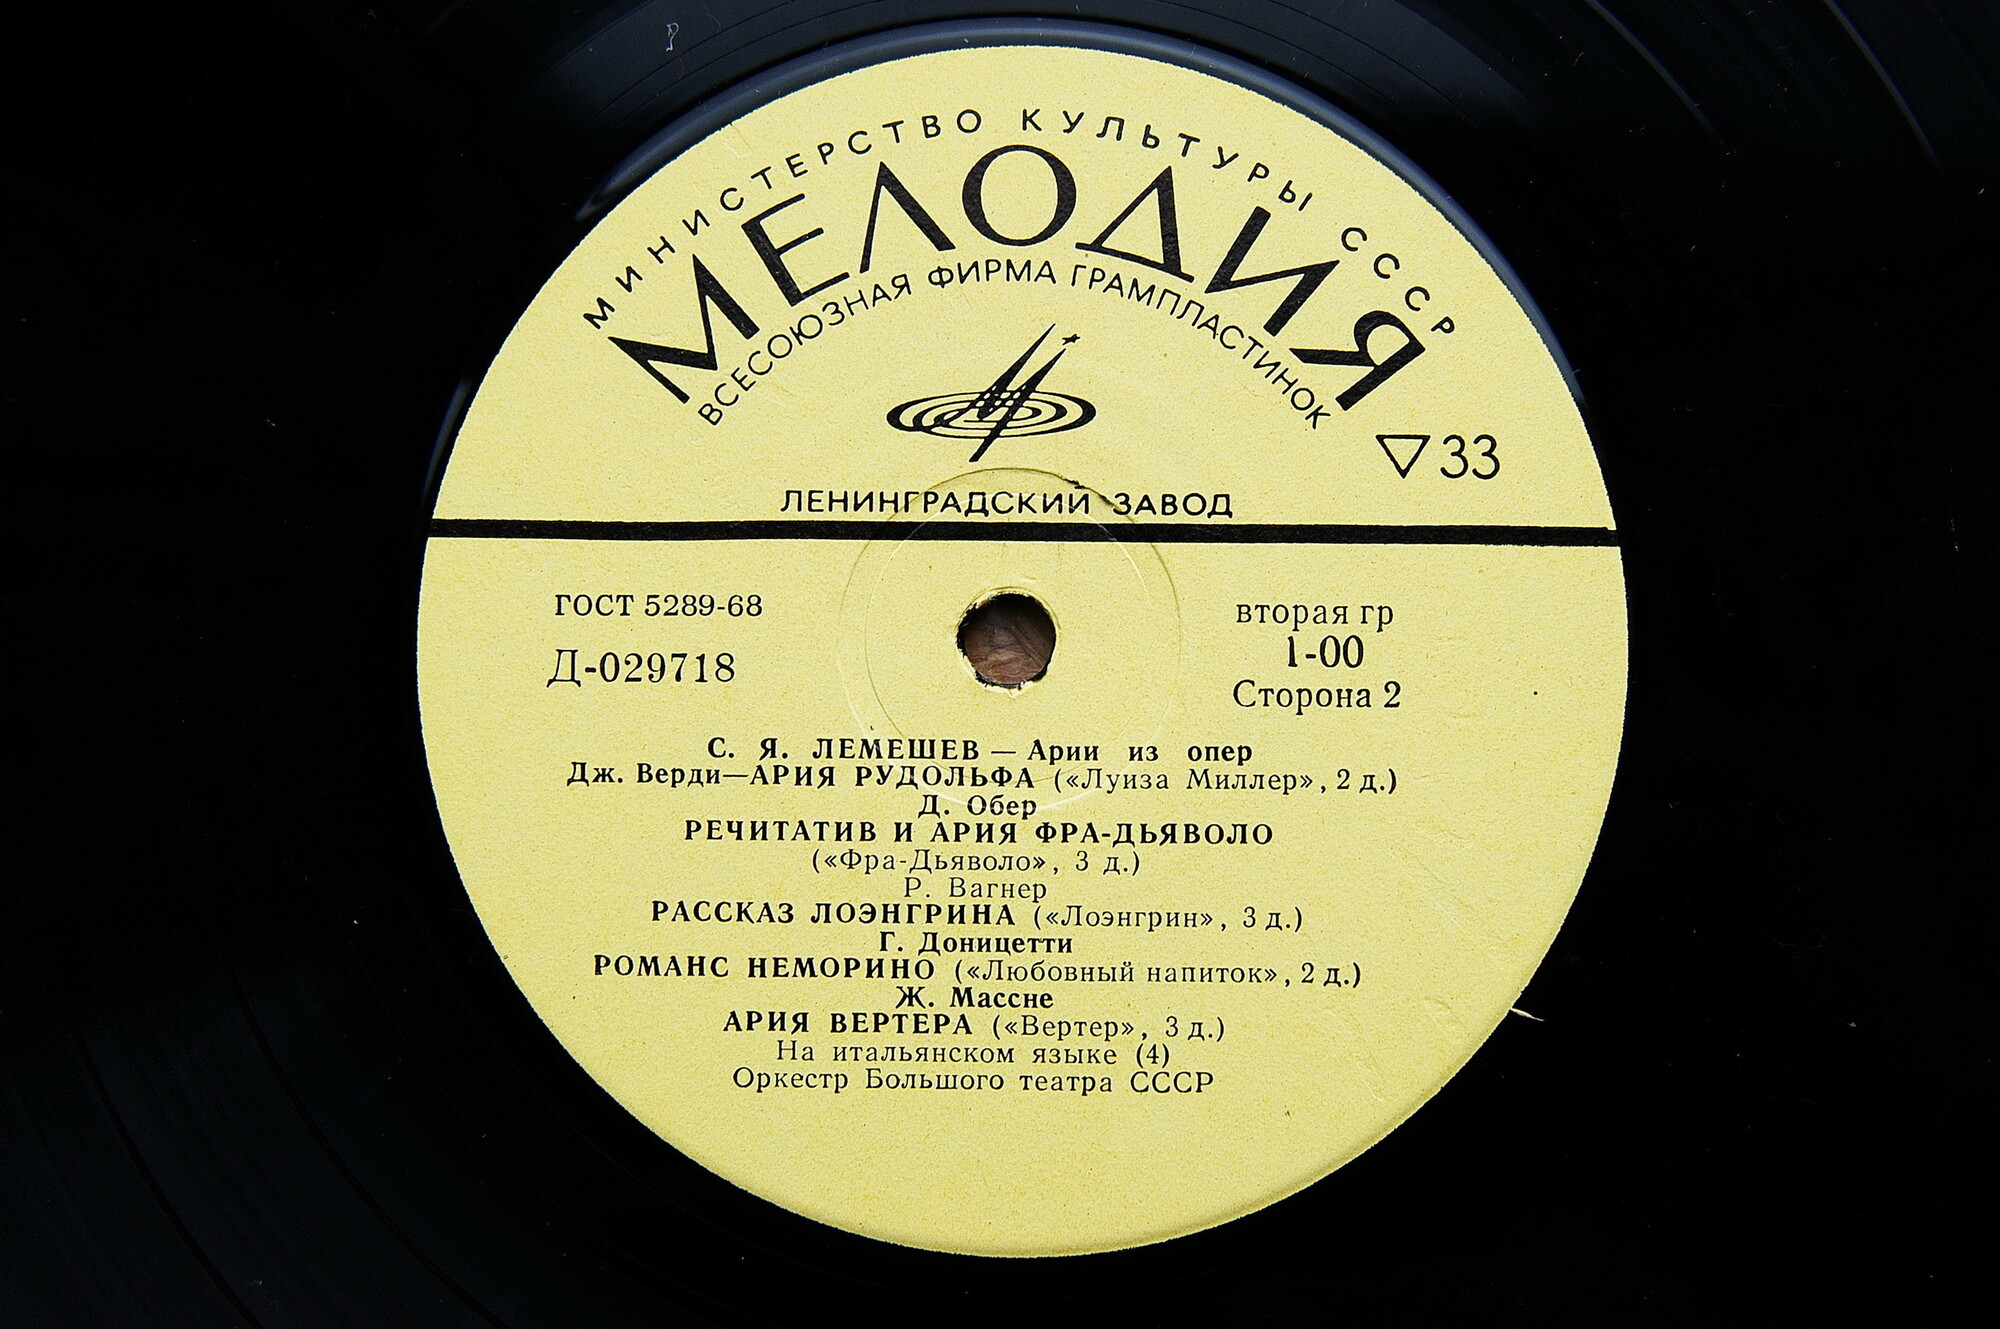 МИНИСТЕРСТВО КУЛЬТУРЫ СССР
МЕЛОДИЯ
ВСЕСОЮЗНАЯ ФИРМА ГРАМПЛАСТИНОК
▽33
ЛЕНИНГРАДСКИЙ ЗАВОД
ГОСТ 5289-68
Д-029718
вторая гр
1-00
Сторона 2
С. Я. ЛЕМЕШЕВ — Арии из опер
Дж. Верди—АРИЯ РУДОЛЬФА («Луиза Миллер», 2 д.)
Д. Обер
РЕЧИТАТИВ И АРИЯ ФРА-ДЬЯВОЛО
(«Фра-Дьяволо», 3 д.)
Р. Вагнер
РАССКАЗ ЛОЭНГРИНА («Лоэнгрин», 3 д.)
Г. Доницетти
РОМАНС НЕМОРИНО («Любовный напиток», 2 д.)
Ж. Массне
АРИЯ ВЕРТЕРА («Вертер», 3 д.)
На итальянском языке (4)
Оркестр Большого театра СССР